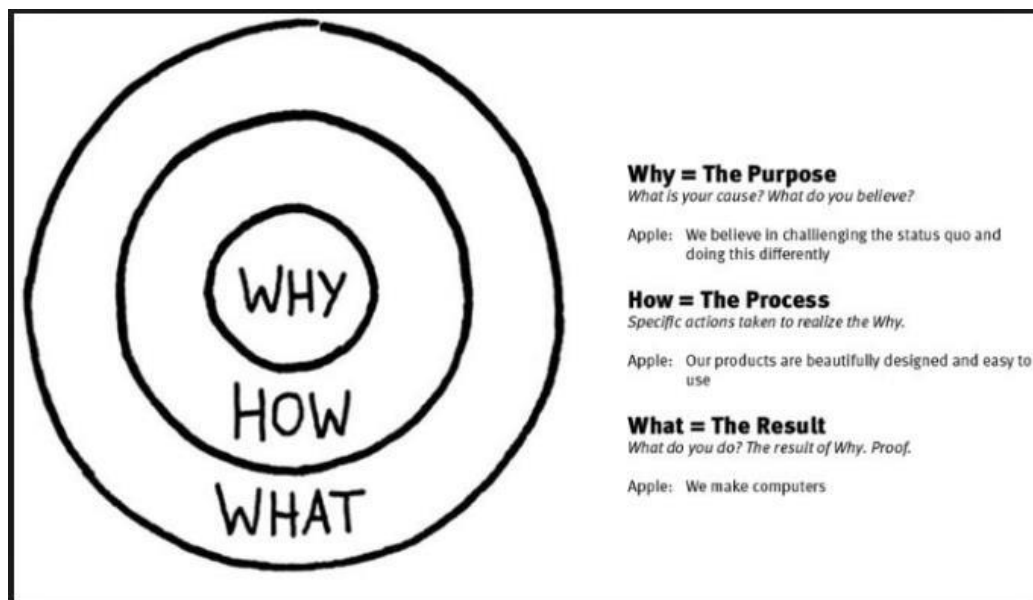 WHY
HOW
WHAT
Why = The Purpose
What is your cause? What do you believe?
Apple: We believe in challienging the status quo and
doing this differently
How = The Process
Specific actions taken to realize the Why.
Apple: Our products are beautifully designed and easy to
use
What = The Result
What do you do? The result of Why. Proof.
Apple: We make computers